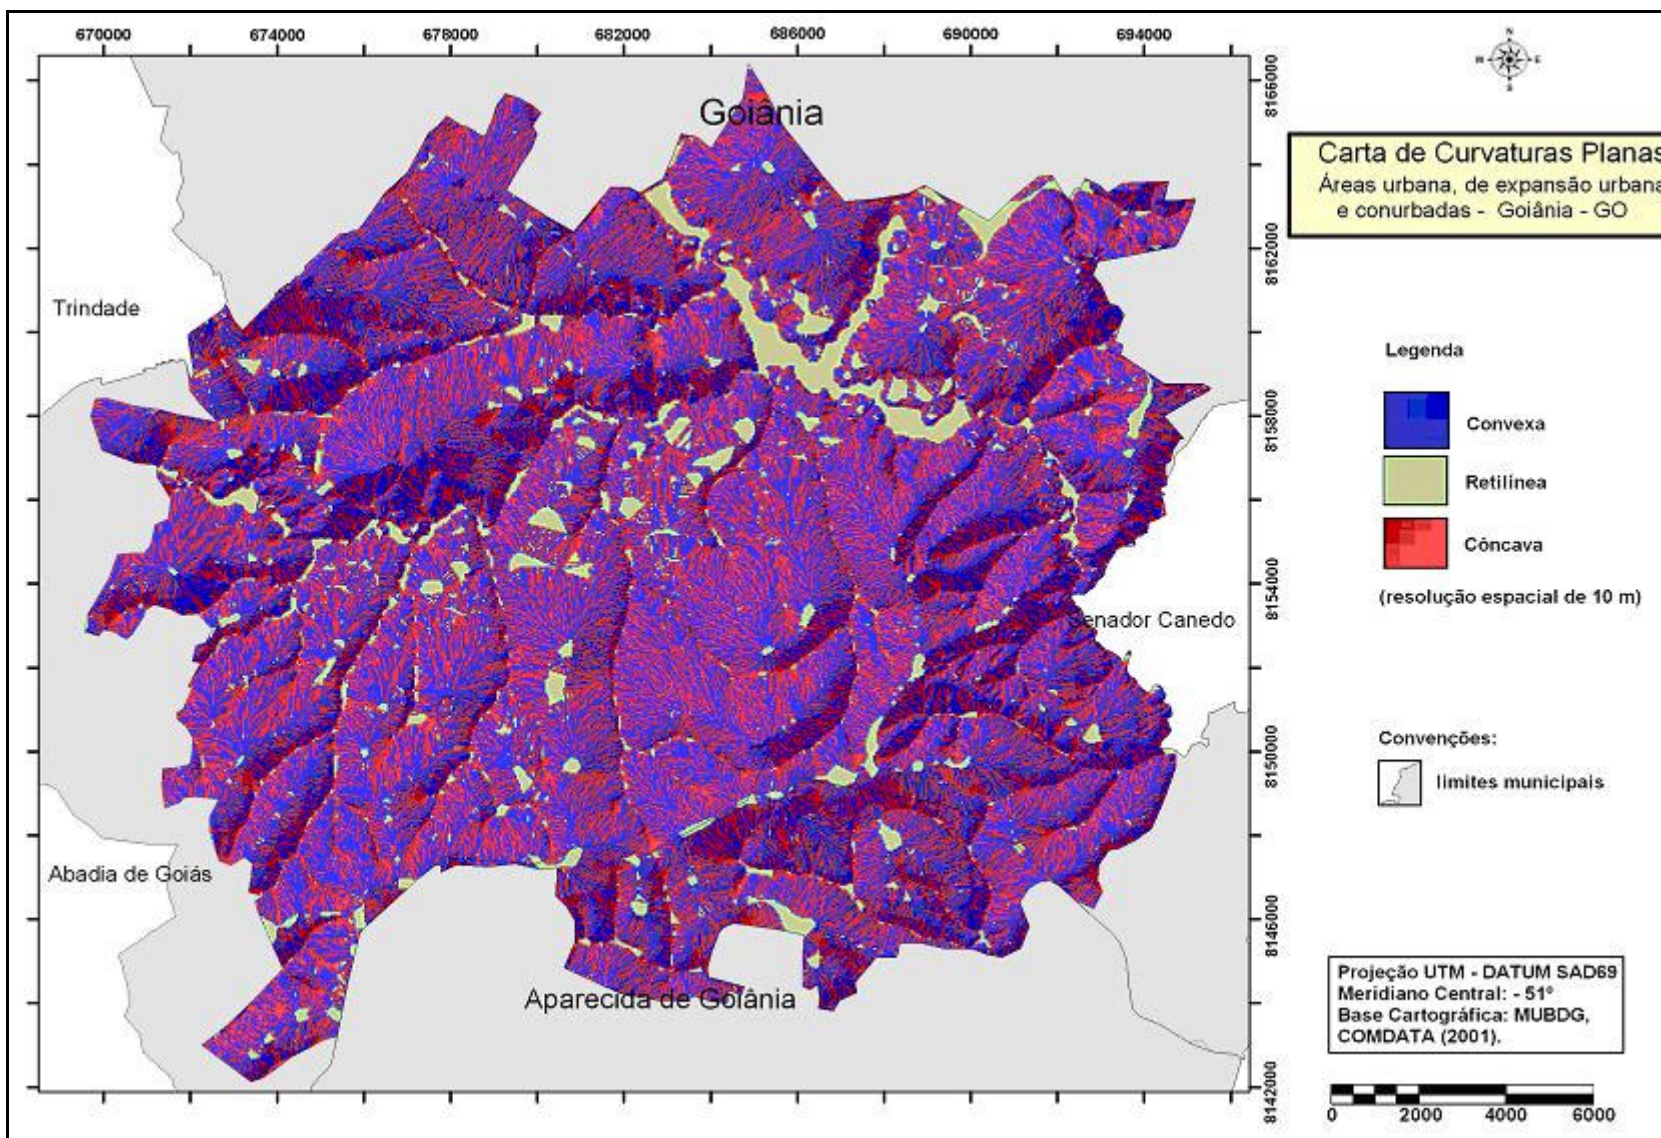 670000 674000 678000 682000 686000 690000 694000
N
W E
S
8166000
Goiânia
Carta de Curvaturas Planas
Áreas urbana, de expansão urbana
e conurbadas - Goiânia - GO
8162000
Trindade
Legenda
8158000
Convexa
Retilínea
Côncava
8154000
(resolução espacial de 10 m)
Senador Canedo
8150000
Convenções:
limites municipais
Abadia de Goiás
8146000
Aparecida de Goiânia
Projeção UTM - DATUM SAD69
Meridiano Central: - 51º
Base Cartográfica: MUBDG,
COMDATA (2001).
8142000
0 2000 4000 6000